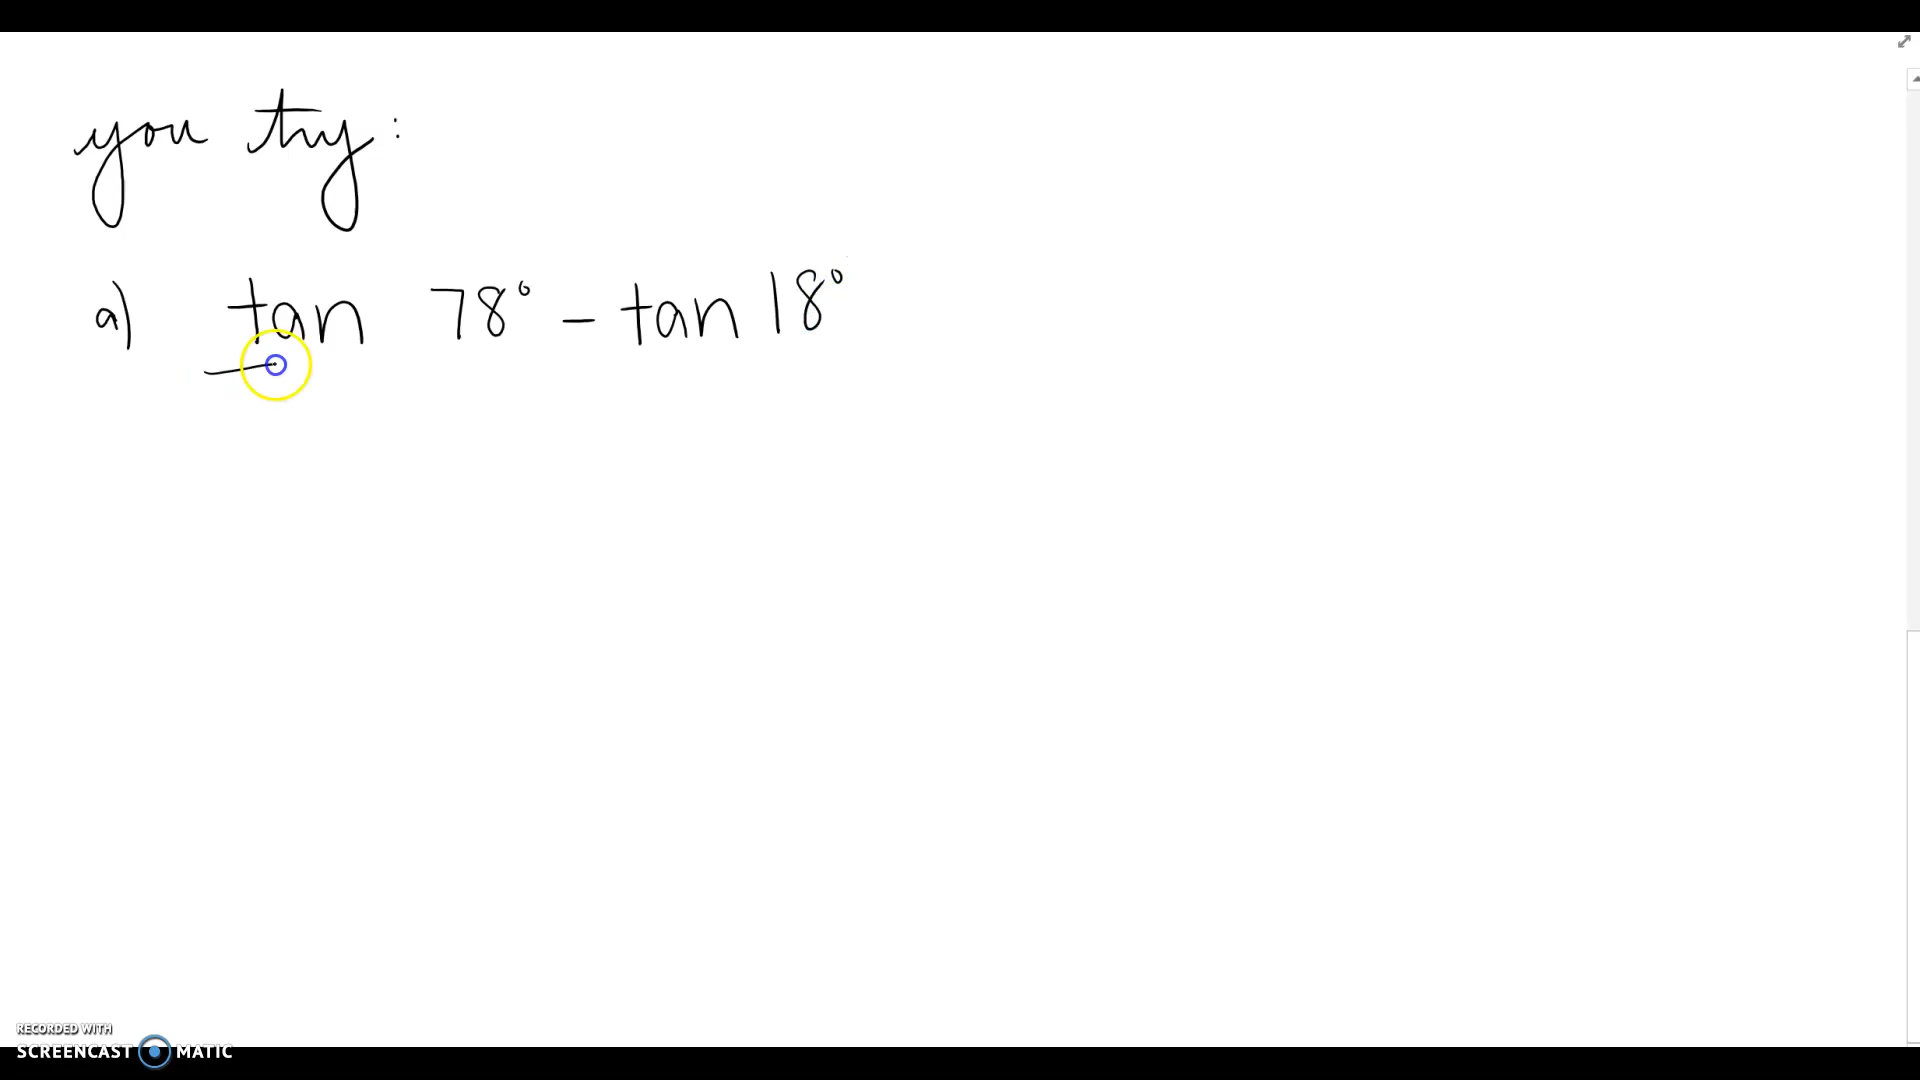 you try:
a) tan 78° - tan 18°
RECORDED WITH
SCREENCAST MATIC